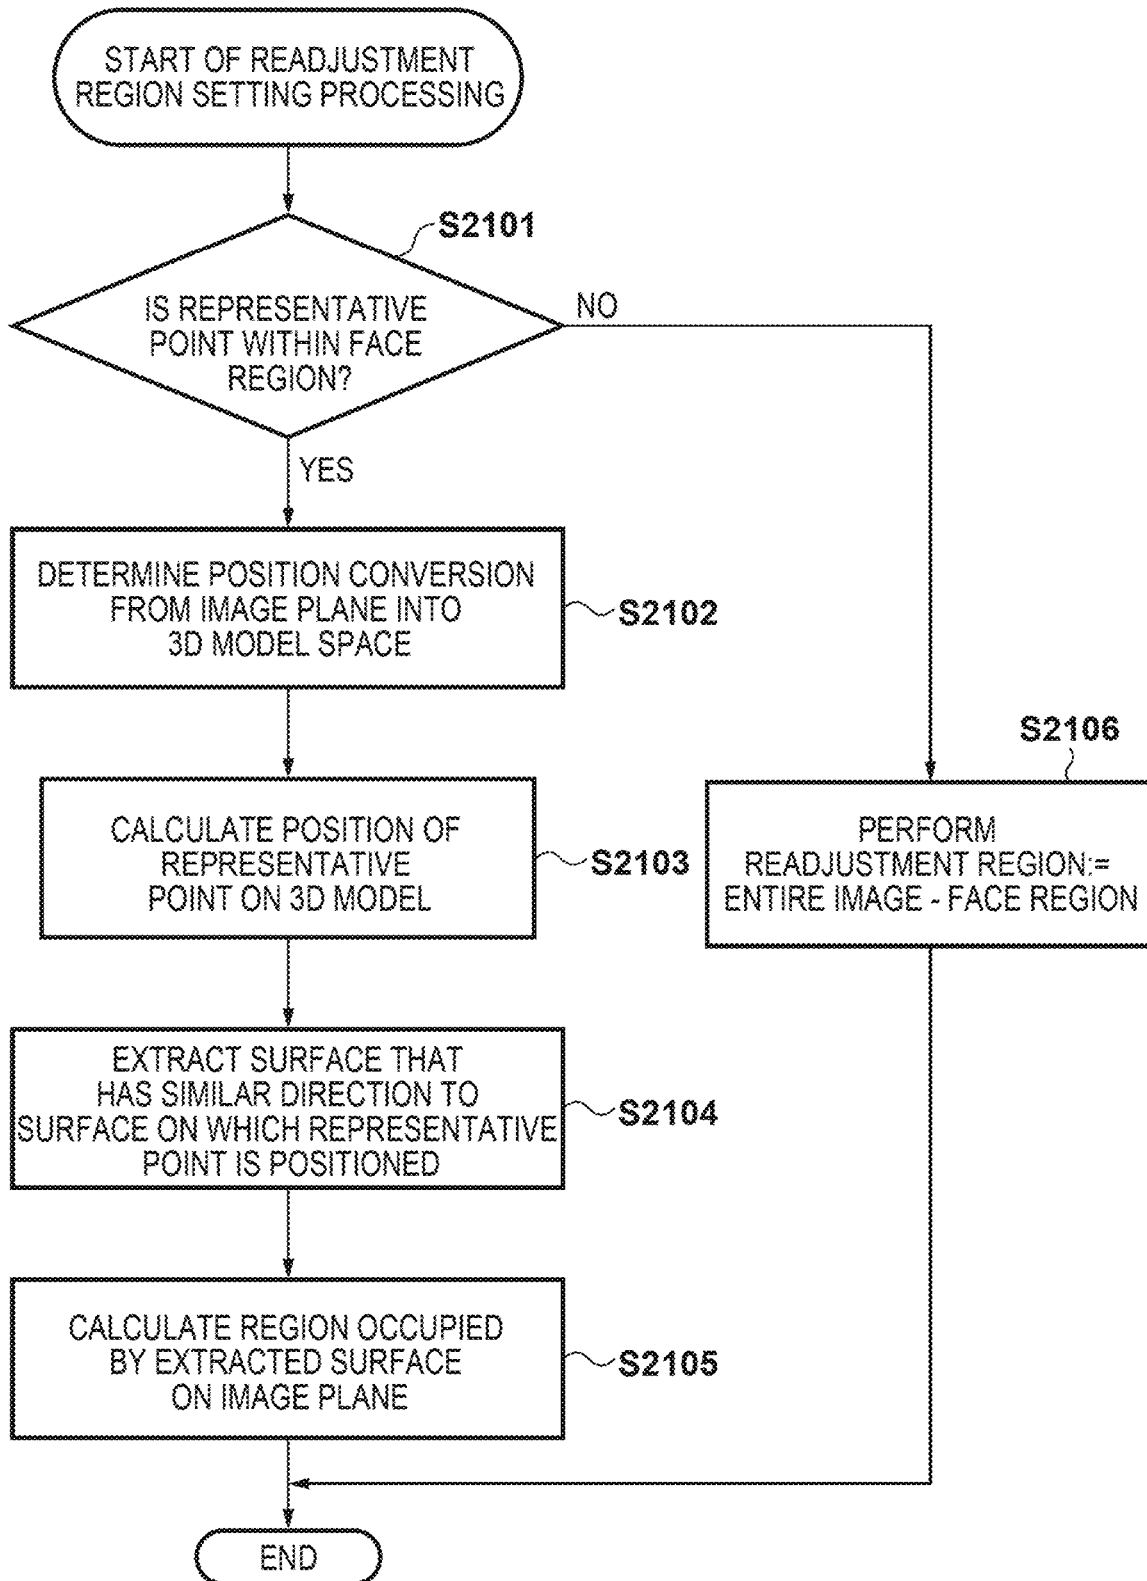 START OF READJUSTMENT
REGION SETTING PROCESSING
S2101
IS REPRESENTATIVE
POINT WITHIN FACE
REGION?
NO
YES
DETERMINE POSITION CONVERSION
FROM IMAGE PLANE INTO
3D MODEL SPACE
S2102
CALCULATE POSITION OF
REPRESENTATIVE
POINT ON 3D MODEL
S2103
S2106
PERFORM
READJUSTMENT REGION:=
ENTIRE IMAGE - FACE REGION
EXTRACT SURFACE THAT
HAS SIMILAR DIRECTION TO
SURFACE ON WHICH REPRESENTATIVE
POINT IS POSITIONED
S2104
CALCULATE REGION OCCUPIED
BY EXTRACTED SURFACE
ON IMAGE PLANE
S2105
END